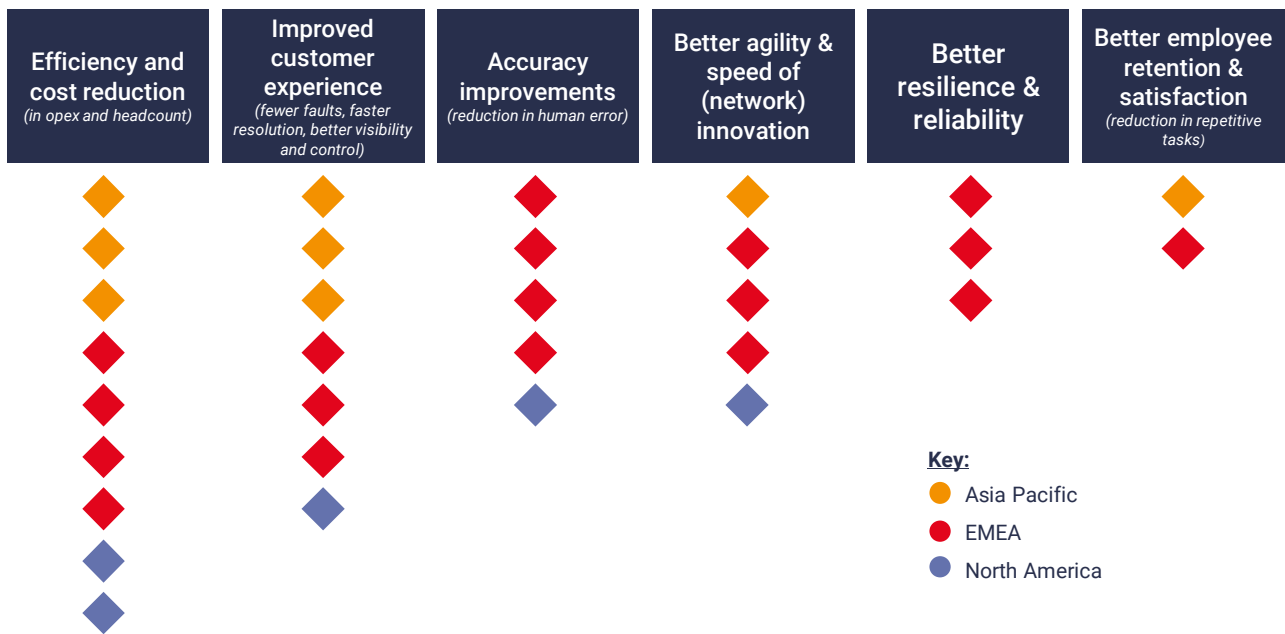 Efficiency and
cost reduction
(in opex and headcount)
Improved
customer
experience
(fewer faults, faster
resolution, better visibility
and control)
Accuracy
improvements
(reduction in human error)
Better agility &
speed of
(network)
innovation
Better
resilience &
reliability
Better employee
retention &
satisfaction
(reduction in repetitive
tasks)
Key:
Asia Pacific
EMEA
North America